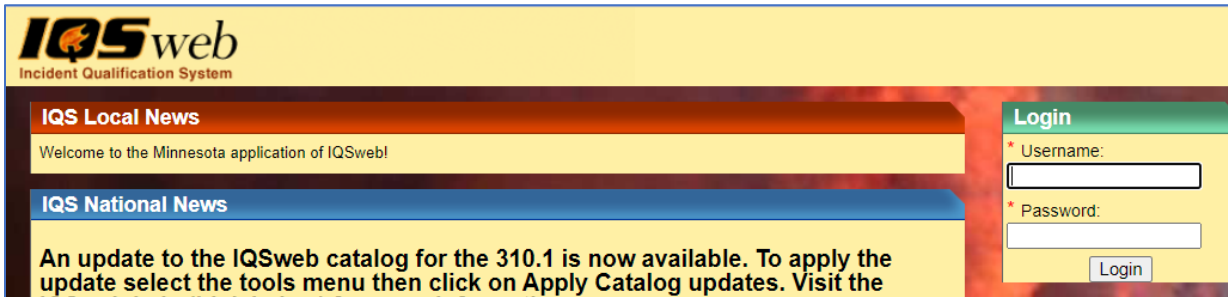 IQS web
Incident Qualification System
IQS Local News
Welcome to the Minnesota application of IQSweb!
IQS National News
An update to the IQSweb catalog for the 310.1 is now available. To apply the
update select the tools menu then click on Apply Catalog updates. Visit the
Login
* Username:
* Password:
Login